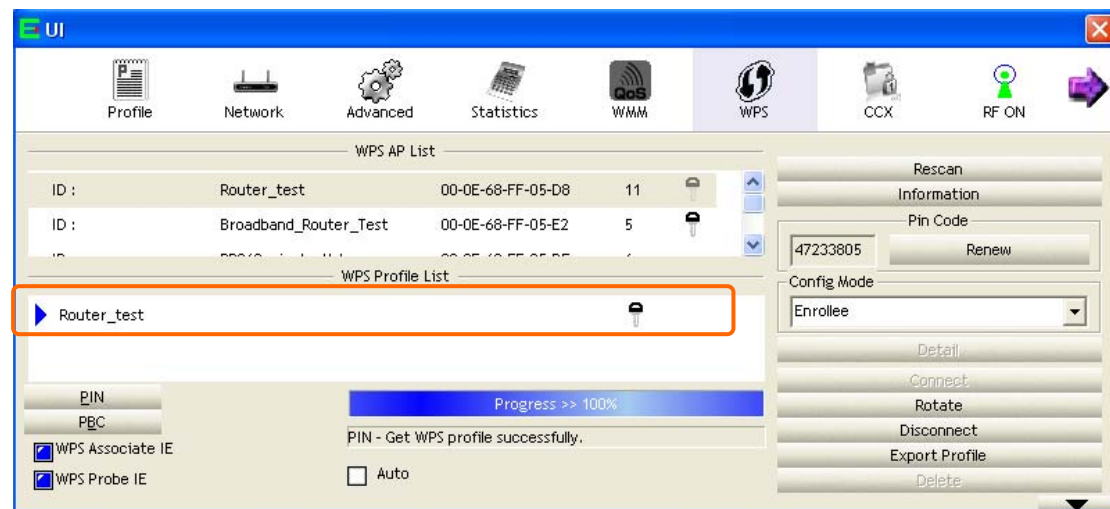 UI
Profile Network Advanced Statistics QoS WMM WPS CCX RF ON
WPS AP List
ID : Router_test 00-0E-68-FF-05-D8 11
ID : Broadband_Router_Test 00-0E-68-FF-05-E2 5
WPS Profile List
Router_test
Rescan
Information
Pin Code
47233805 Renew
Config Mode
Enrollee
Detail
Connect
Rotate
Disconnect
Export Profile
Delete
PIN
PBC
WPS Associate IE
WPS Probe IE
Progress >> 100%
PIN - Get WPS profile successfully.
Auto